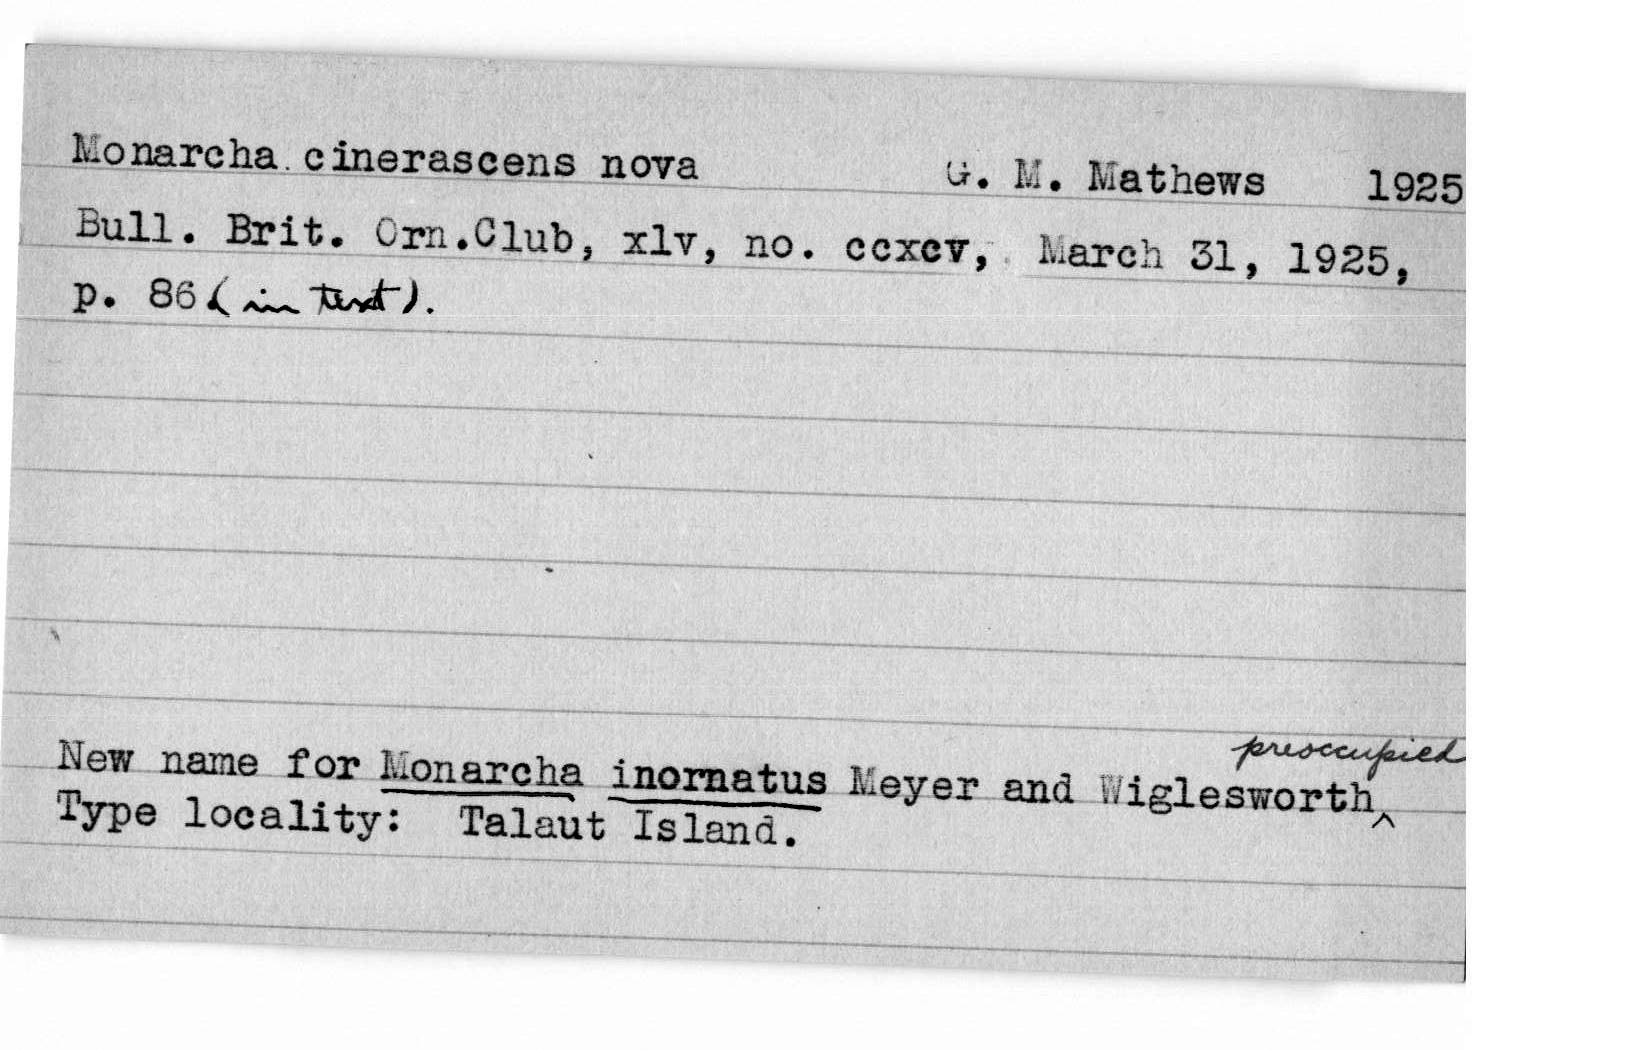 Monarcha cinerascens nova G. M. Mathews 1925
Bull. Brit. Orn.Club, xlv, no. ccxcv, March 31, 1925,
p. 86 (in text).
preoccupied
New name for Monarcha inornatus Meyer and Wiglesworth^
Type locality: Talaut Island.